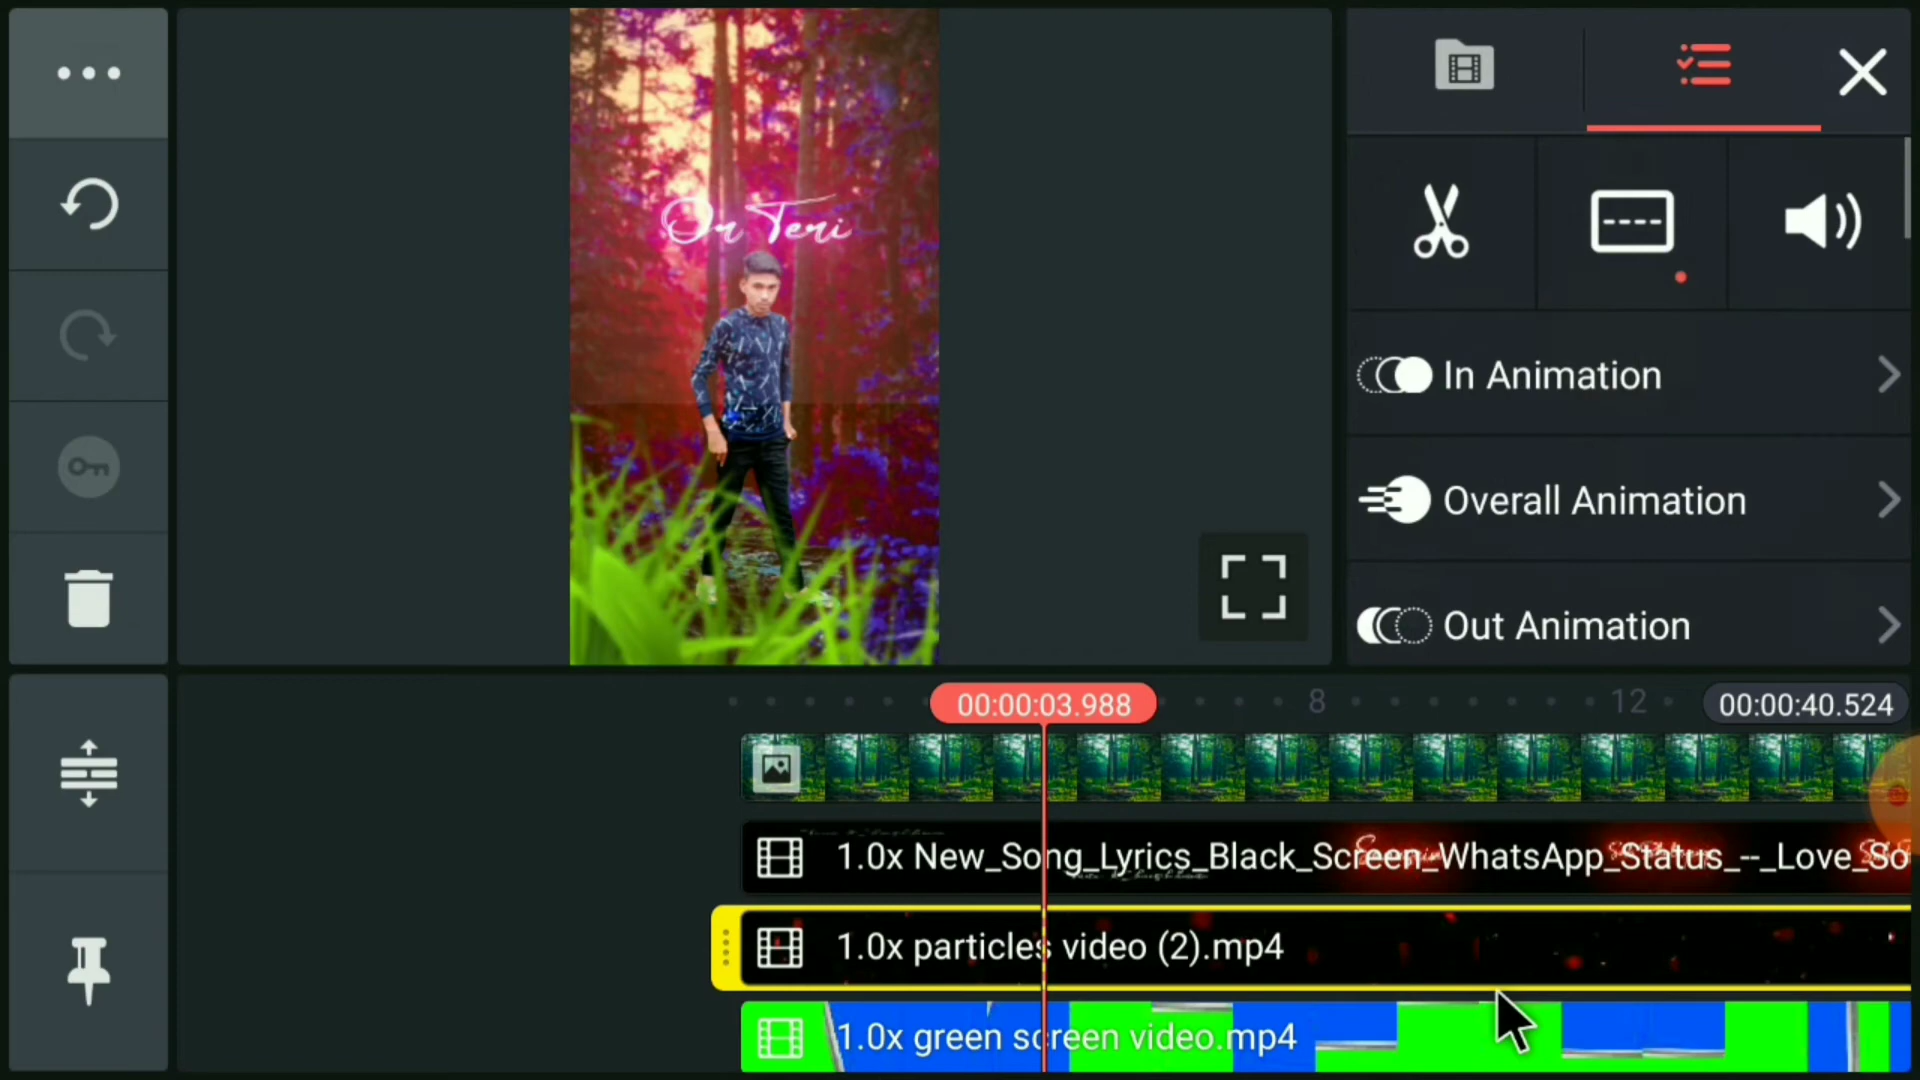 Or Teri
In Animation
Overall Animation
Out Animation
00:00:03.988
8
12
00:00:40.524
1.0x New_Song_Lyrics_Black_Screen_WhatsApp_Status_--_Love_So
1.0x particles video (2).mp4
1.0x green screen video.mp4